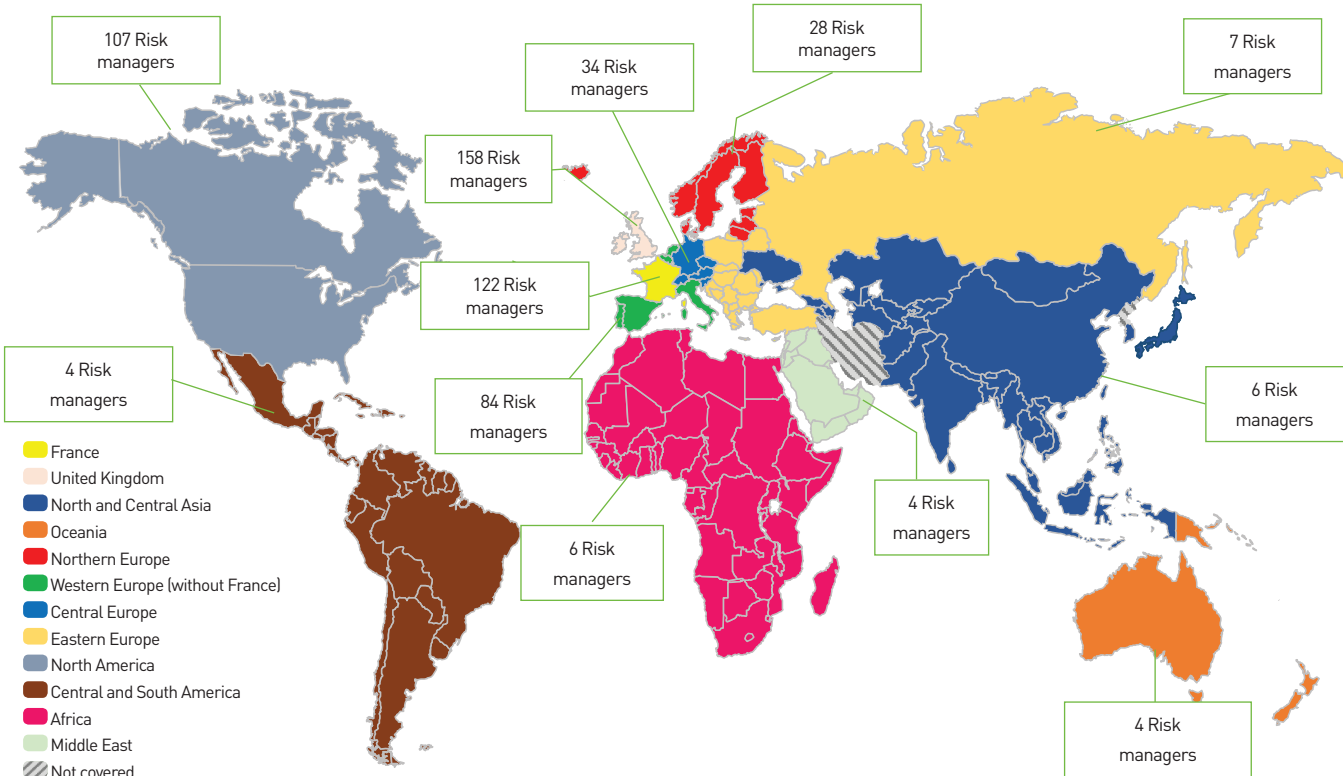 107 Risk
managers
28 Risk
managers
7 Risk
managers
34 Risk
managers
158 Risk
managers
122 Risk
managers
4 Risk
managers
84 Risk
managers
6 Risk
managers
4 Risk
managers
6 Risk
managers
4 Risk
managers
France
United Kingdom
North and Central Asia
Oceania
Northern Europe
Western Europe (without France)
Central Europe
Eastern Europe
North America
Central and South America
Africa
Middle East
Not covered